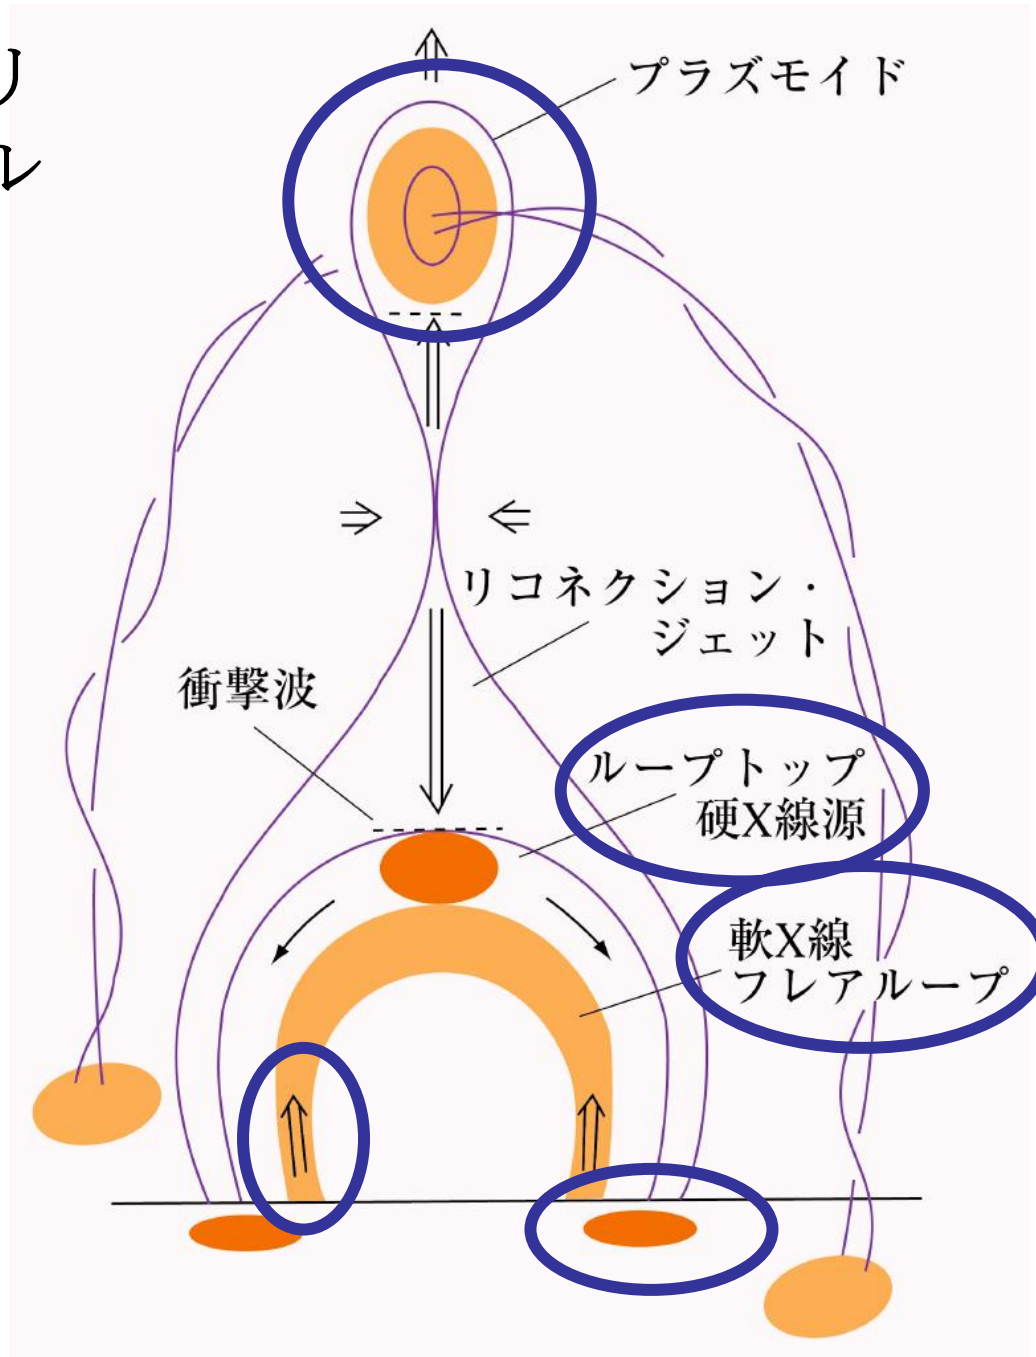 リ
ル
プラズモイド
リコネクション・
ジェット
衝撃波
ループトップ
硬X線源
軟X線
フレアループ